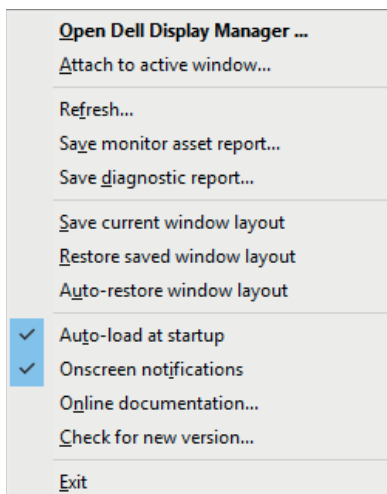 Open Dell Display Manager ...
Attach to active window...
Refresh...
Save monitor asset report...
Save diagnostic report...
Save current window layout
Restore saved window layout
Auto-restore window layout
Auto-load at startup
Onscreen notifications
Online documentation...
Check for new version...
Exit